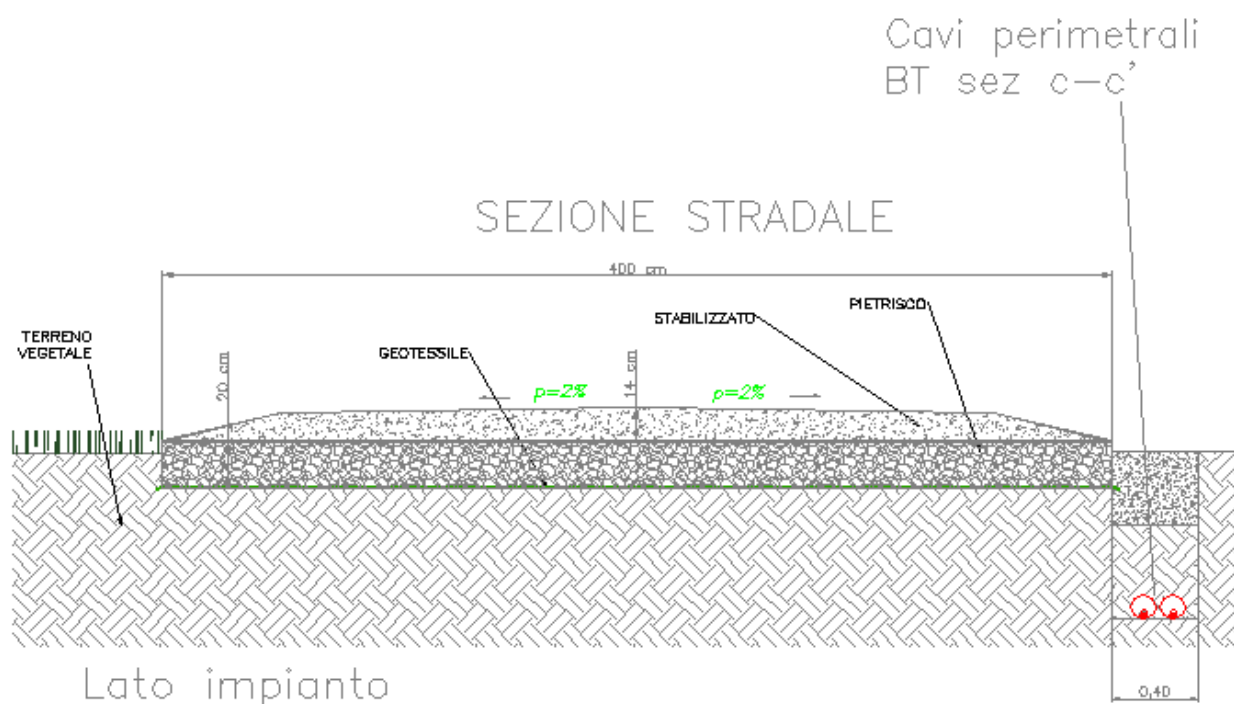 Cavi perimetrali
BT sez c-c'
SEZIONE STRADALE
400 cm
PIETRISCO
STABILIZZATO
TERRENO
VEGETALE
GEOTESSILE
20 cm
14 cm
p=2%
p=2%
Lato impianto
0,40